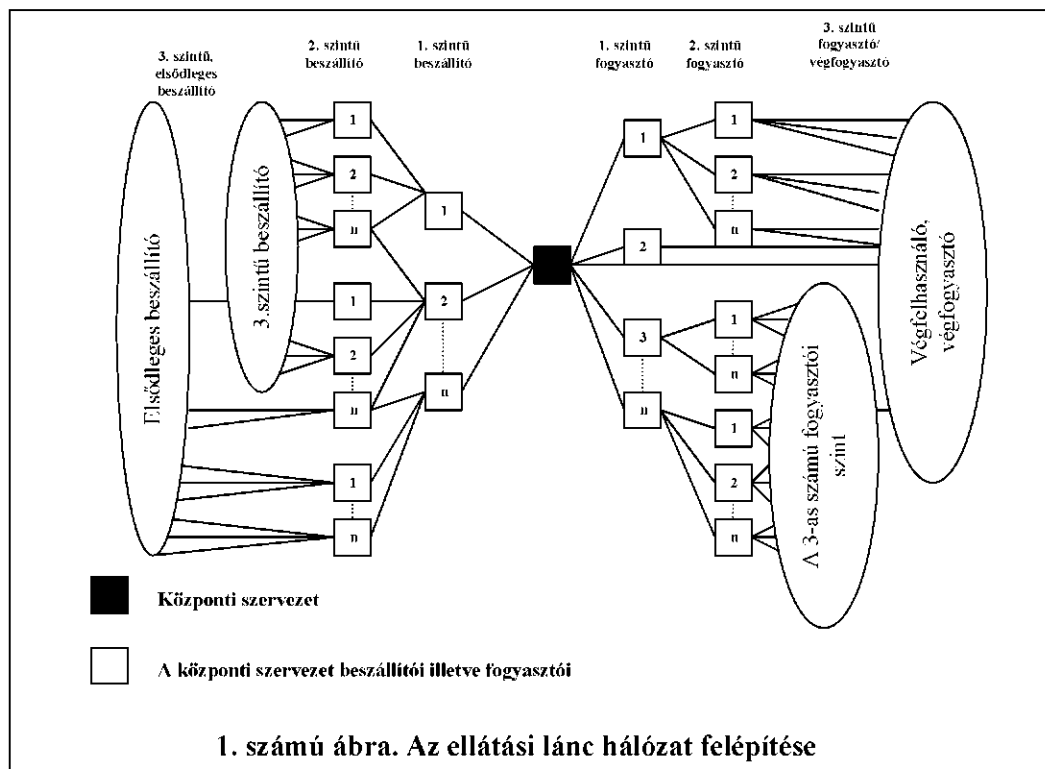 3. szintű,
elsődleges
beszállító
2. szintű
beszállító
1. szintű
beszállító
1. szintű
fogyasztó
2. szintű
fogyasztó
3. szintű
fogyasztó/
végfogyasztó
Elsődleges beszállító
3.szintű beszállító
1
2
n
1
2
n
1
n
1
2
n
1
2
3
n
1
2
n
1
n
1
2
n
A 3-as számú fogyasztói
szint
Végfelhasználó,
végfogyasztó
Központi szervezet
A központi szervezet beszállítói illetve fogyasztói
1. számú ábra. Az ellátási lánc hálózat felépítése